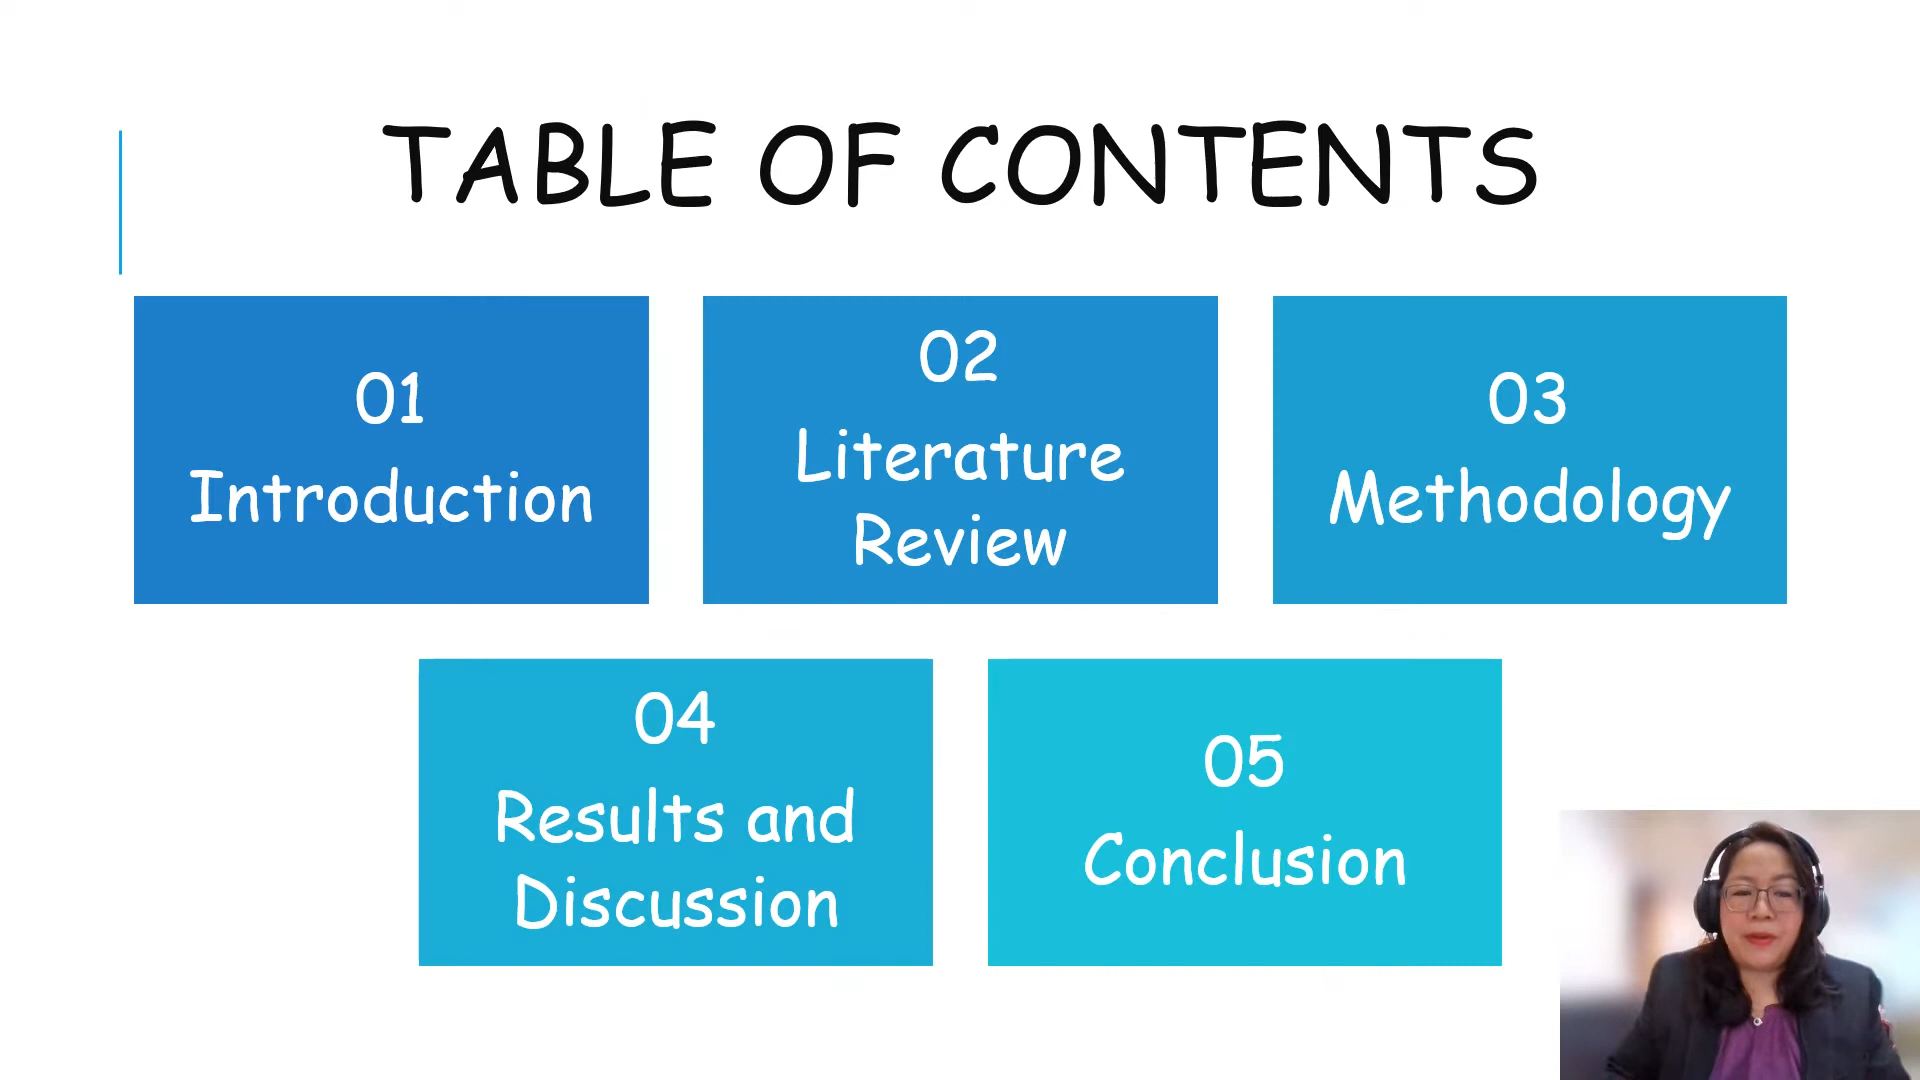 TABLE OF CONTENTS
01
Introduction
02
Literature
Review
03
Methodology
04
Results and
Discussion
05
Conclusion